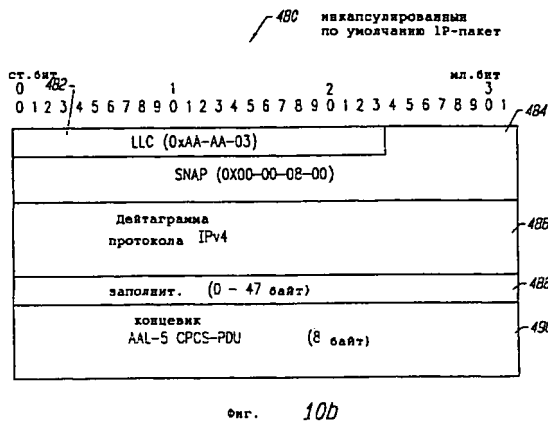 480 инкапсулированный
по умолчанию IP-пакет
ст.бит мл.бит
482
0 1 2 3
0 1 2 3 4 5 6 7 8 9 0 1 2 3 4 5 6 7 8 9 0 1 2 3 4 5 6 7 8 9 0 1
484
LLC (0xAA-AA-03)
SNAP (0X00-00-08-00)
Дейтаграмма
протокола IPv4
486
заполнит. (0 - 47 байт)
488
концевик
AAL-5 CPCS-PDU (8 байт)
490
Фиг. 10b